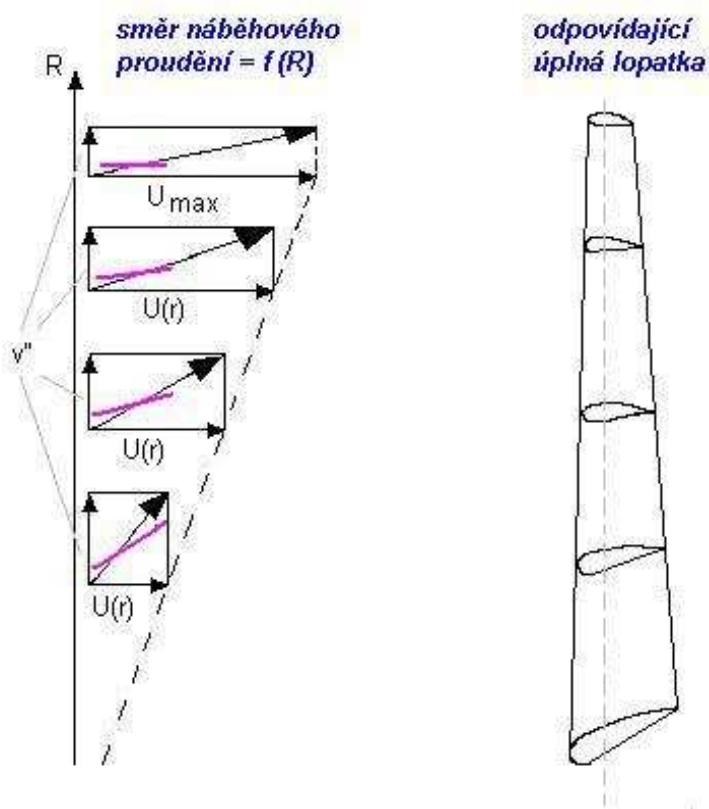 směr náběhového
proudění = f (R)
odpovídající
úplná lopatka
R
U max
U(r)
v"
U(r)
U(r)